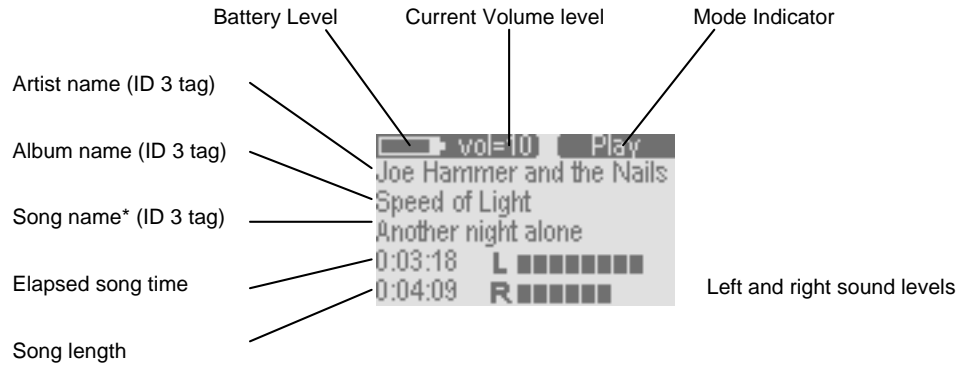 Battery Level Current Volume level Mode Indicator
Artist name (ID 3 tag)
Album name (ID 3 tag)
Song name* (ID 3 tag)
Elapsed song time
Song length
vol=10 Play
Joe Hammer and the Nails
Speed of Light
Another night alone
0:03:18 L
0:04:09 R
Left and right sound levels